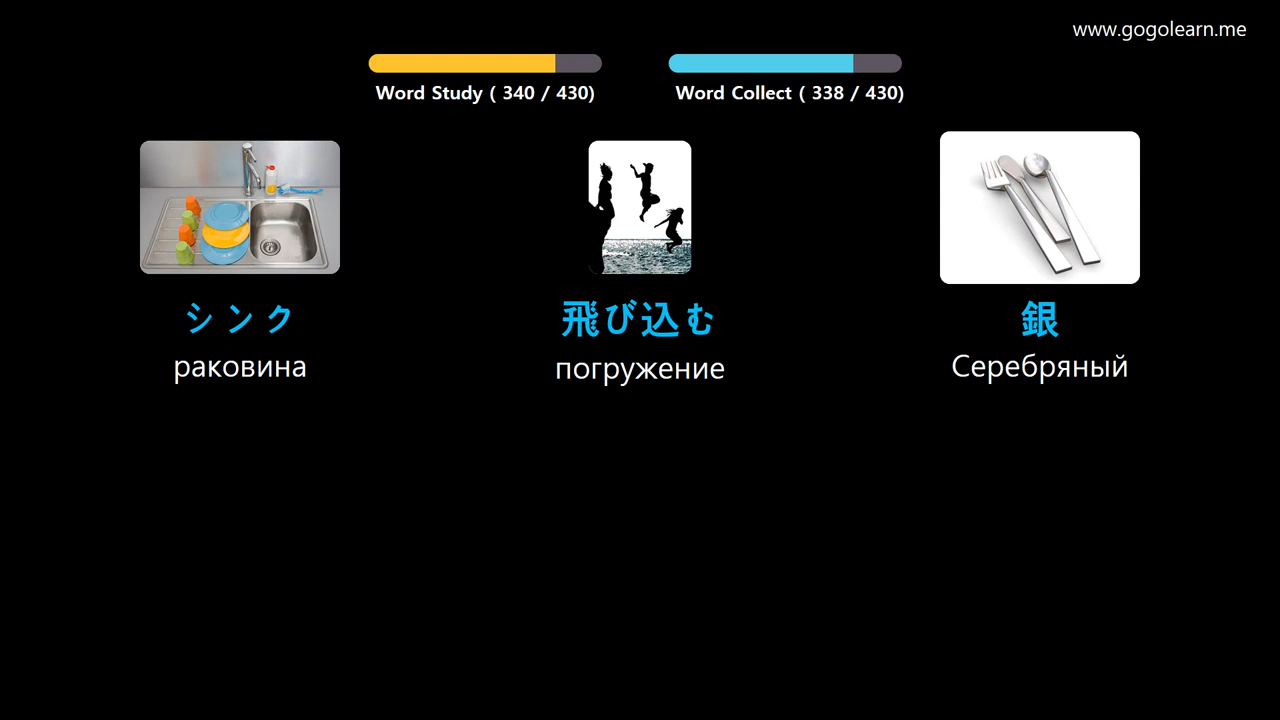 www.gogolearn.me
Word Study ( 340 / 430)
Word Collect ( 338 / 430)
シンク
飛び込む
銀
раковина
погружение
Серебряный